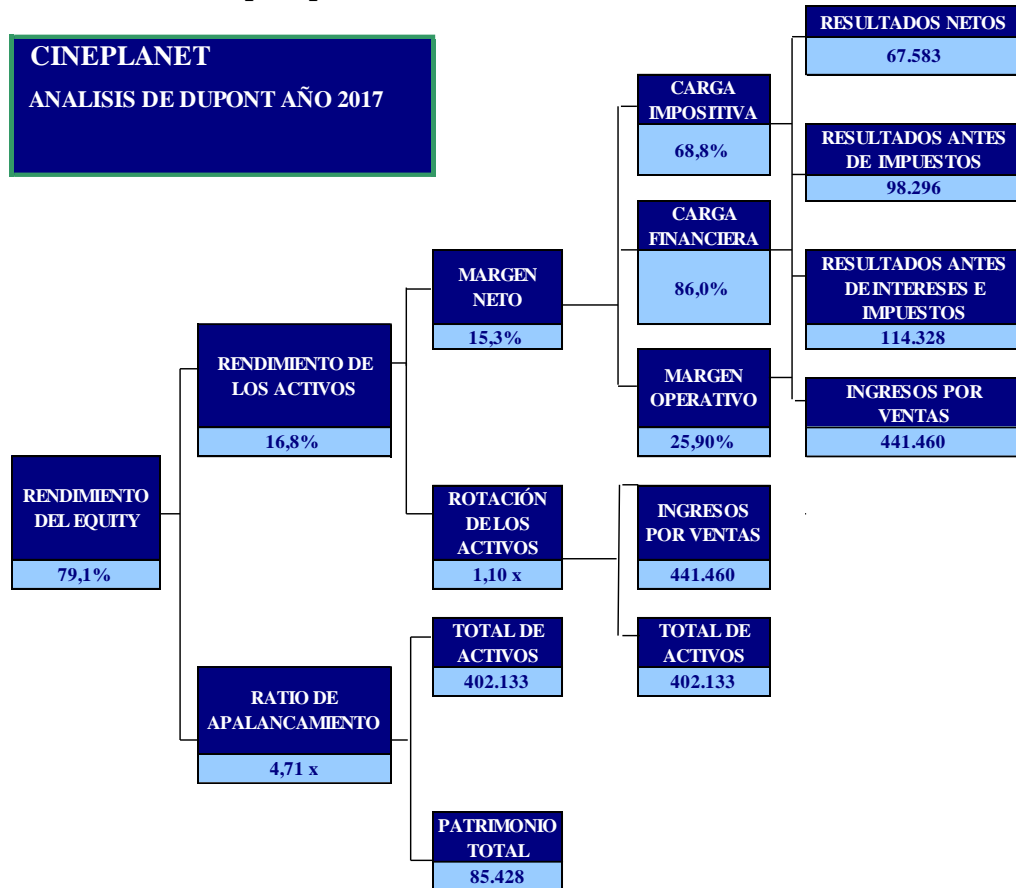 CINEPLANET
ANALISIS DE DUPONT AÑO 2017
RESULTADOS NETOS
67.583
CARGA
IMPOSITIVA
68,8%
RESULTADOS ANTES
DE IMPUESTOS
98.296
CARGA
FINANCIERA
86,0%
MARGEN
NETO
15,3%
RESULTADOS ANTES
DE INTERESES E
IMPUESTOS
114.328
RENDIMIENTO DE
LOS ACTIVOS
16,8%
MARGEN
OPERATIVO
25,90%
INGRESOS POR
VENTAS
441.460
RENDIMIENTO
DEL EQUITY
79,1%
ROTACIÓN
DE LOS
ACTIVOS
1,10 x
INGRESOS
POR VENTAS
441.460
TOTAL DE
ACTIVOS
402.133
TOTAL DE
ACTIVOS
402.133
RATIO DE
APALANCAMIENTO
4,71 x
PATRIMONIO
TOTAL
85.428